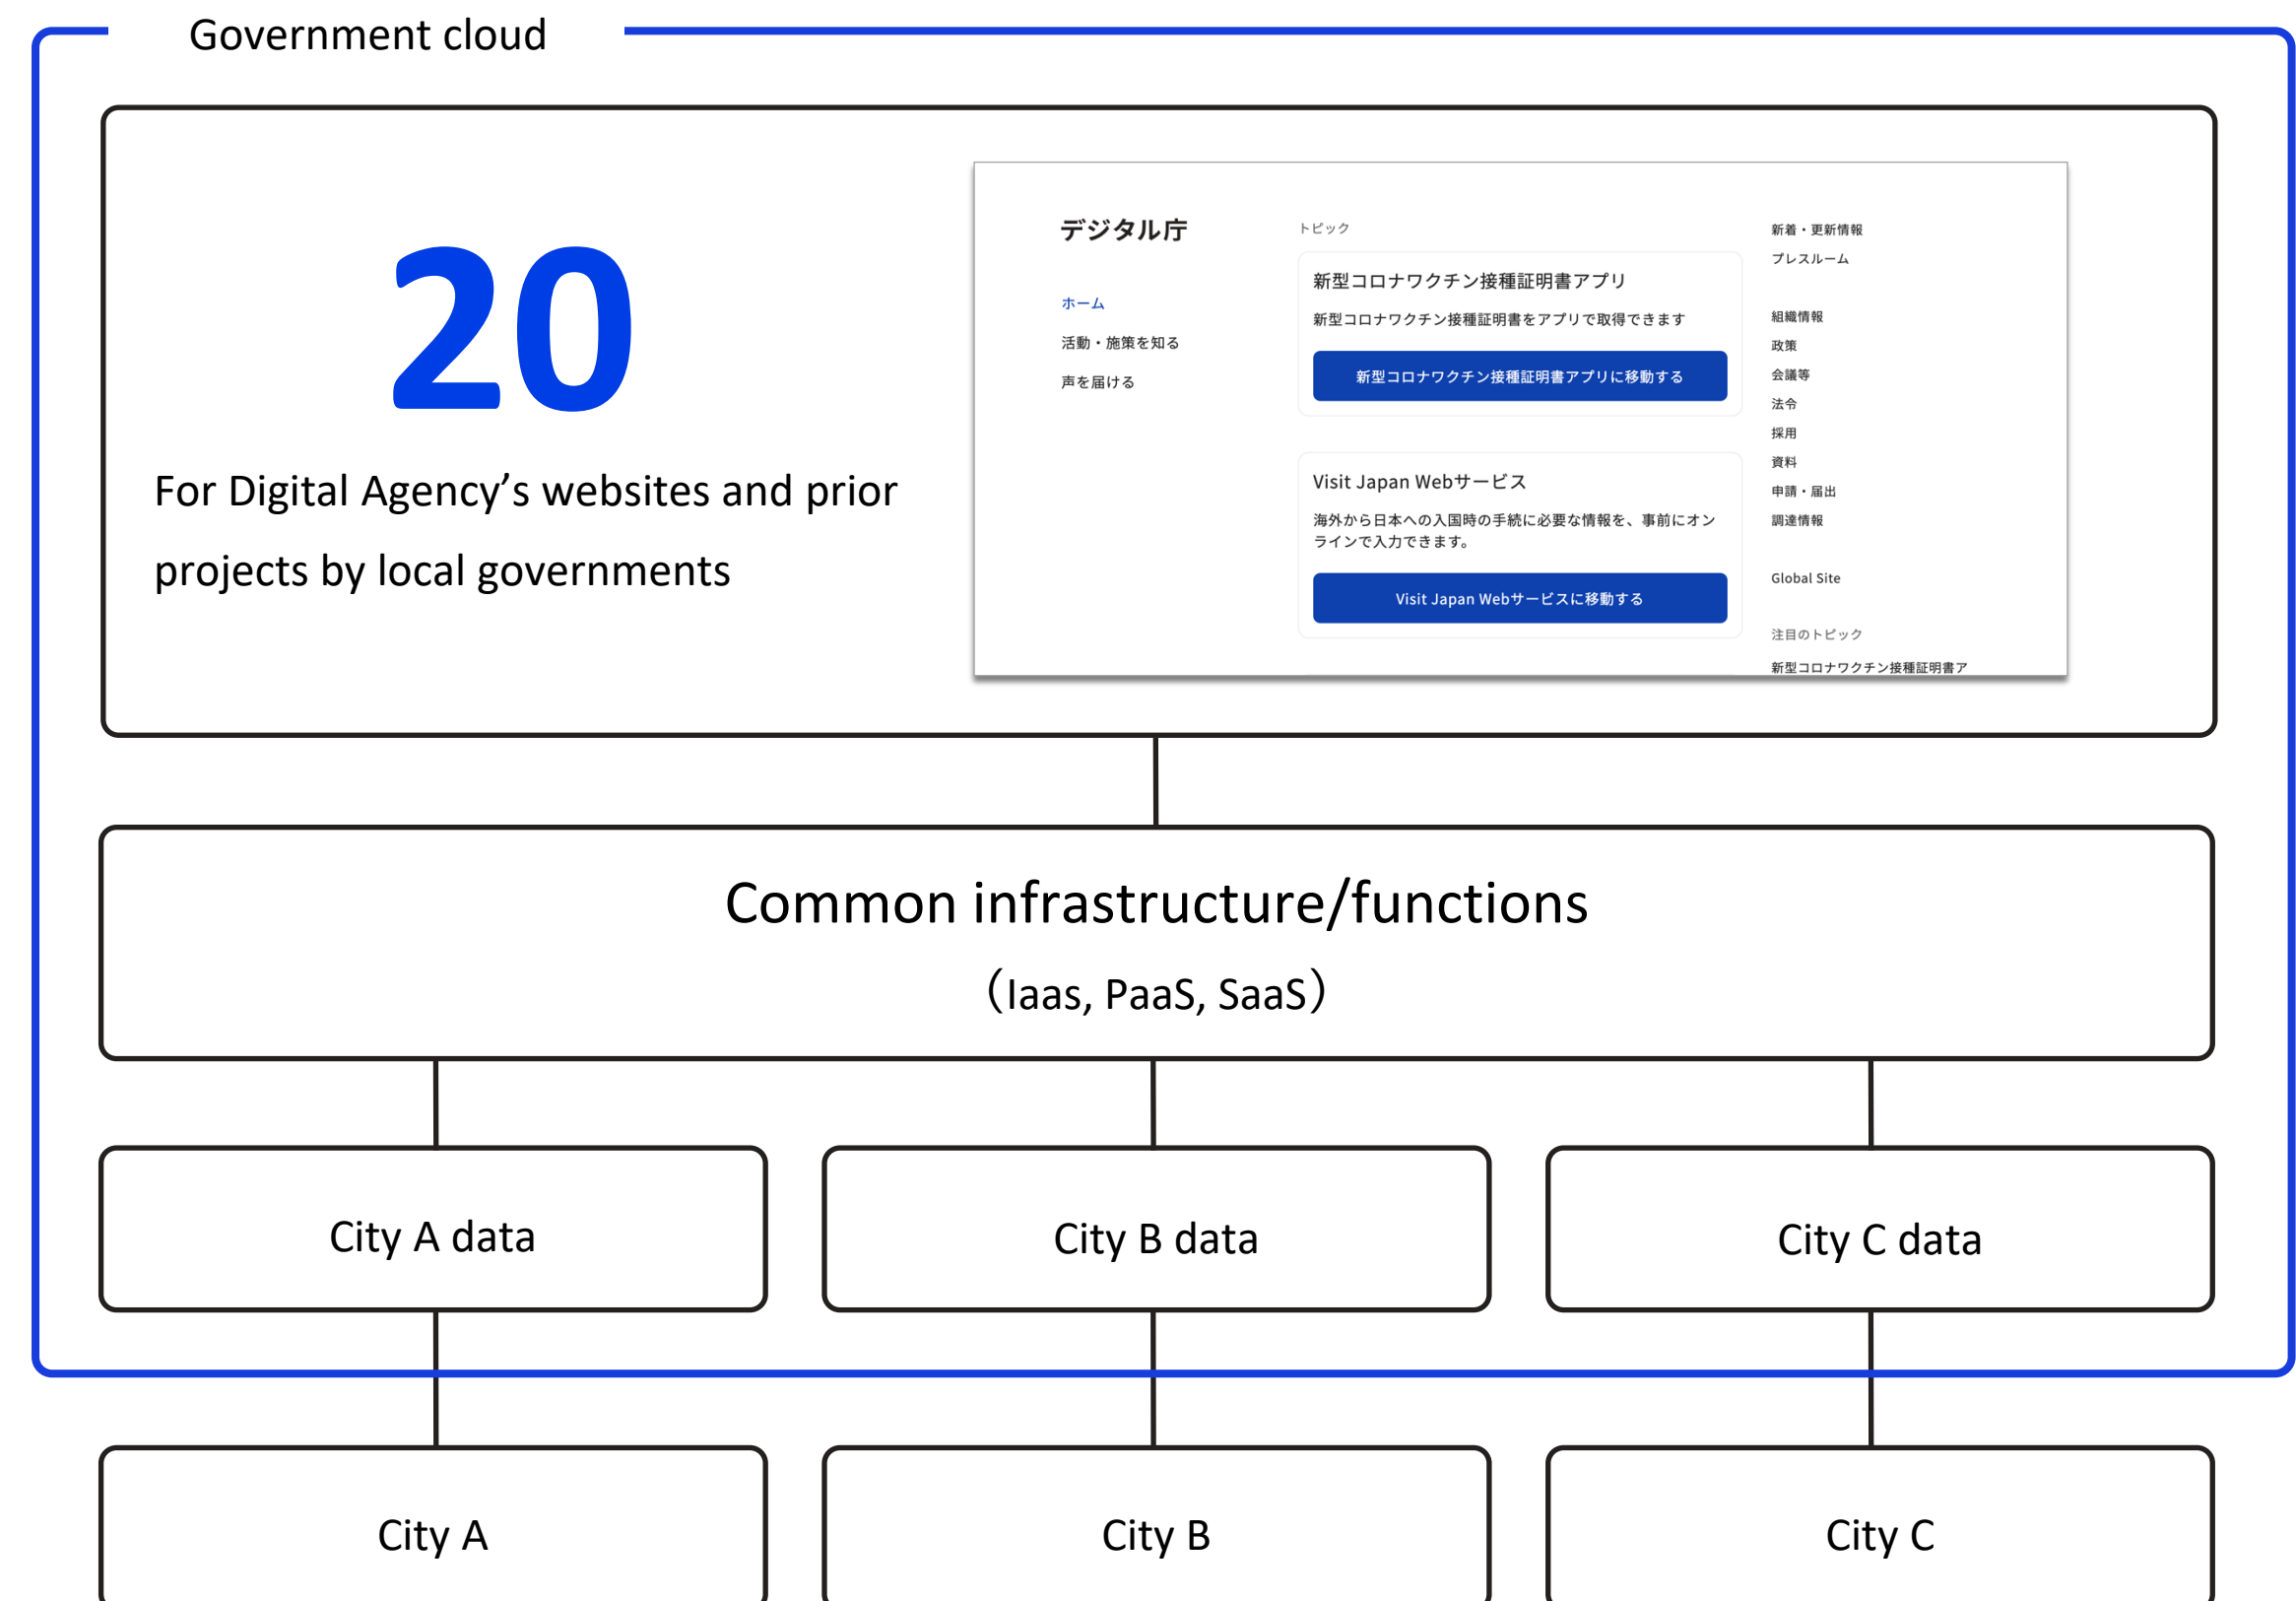 Government cloud
20
For Digital Agency’s websites and prior
projects by local governments
デジタル庁
ホーム
活動・施策を知る
声を届ける
トピック
新型コロナワクチン接種証明書アプリ
新型コロナワクチン接種証明書をアプリで取得できます
新型コロナワクチン接種証明書アプリに移動する
Visit Japan Webサービス
海外から日本への入国時の手続に必要な情報を、事前にオン
ラインで入力できます。
Visit Japan Webサービスに移動する
新着・更新情報
プレスルーム
組織情報
政策
会議等
法令
採用
資料
申請・届出
調達情報
Global Site
注目のトピック
新型コロナワクチン接種証明書ア
Common infrastructure/functions
（Iaas, PaaS, SaaS）
City A data
City B data
City C data
City A
City B
City C